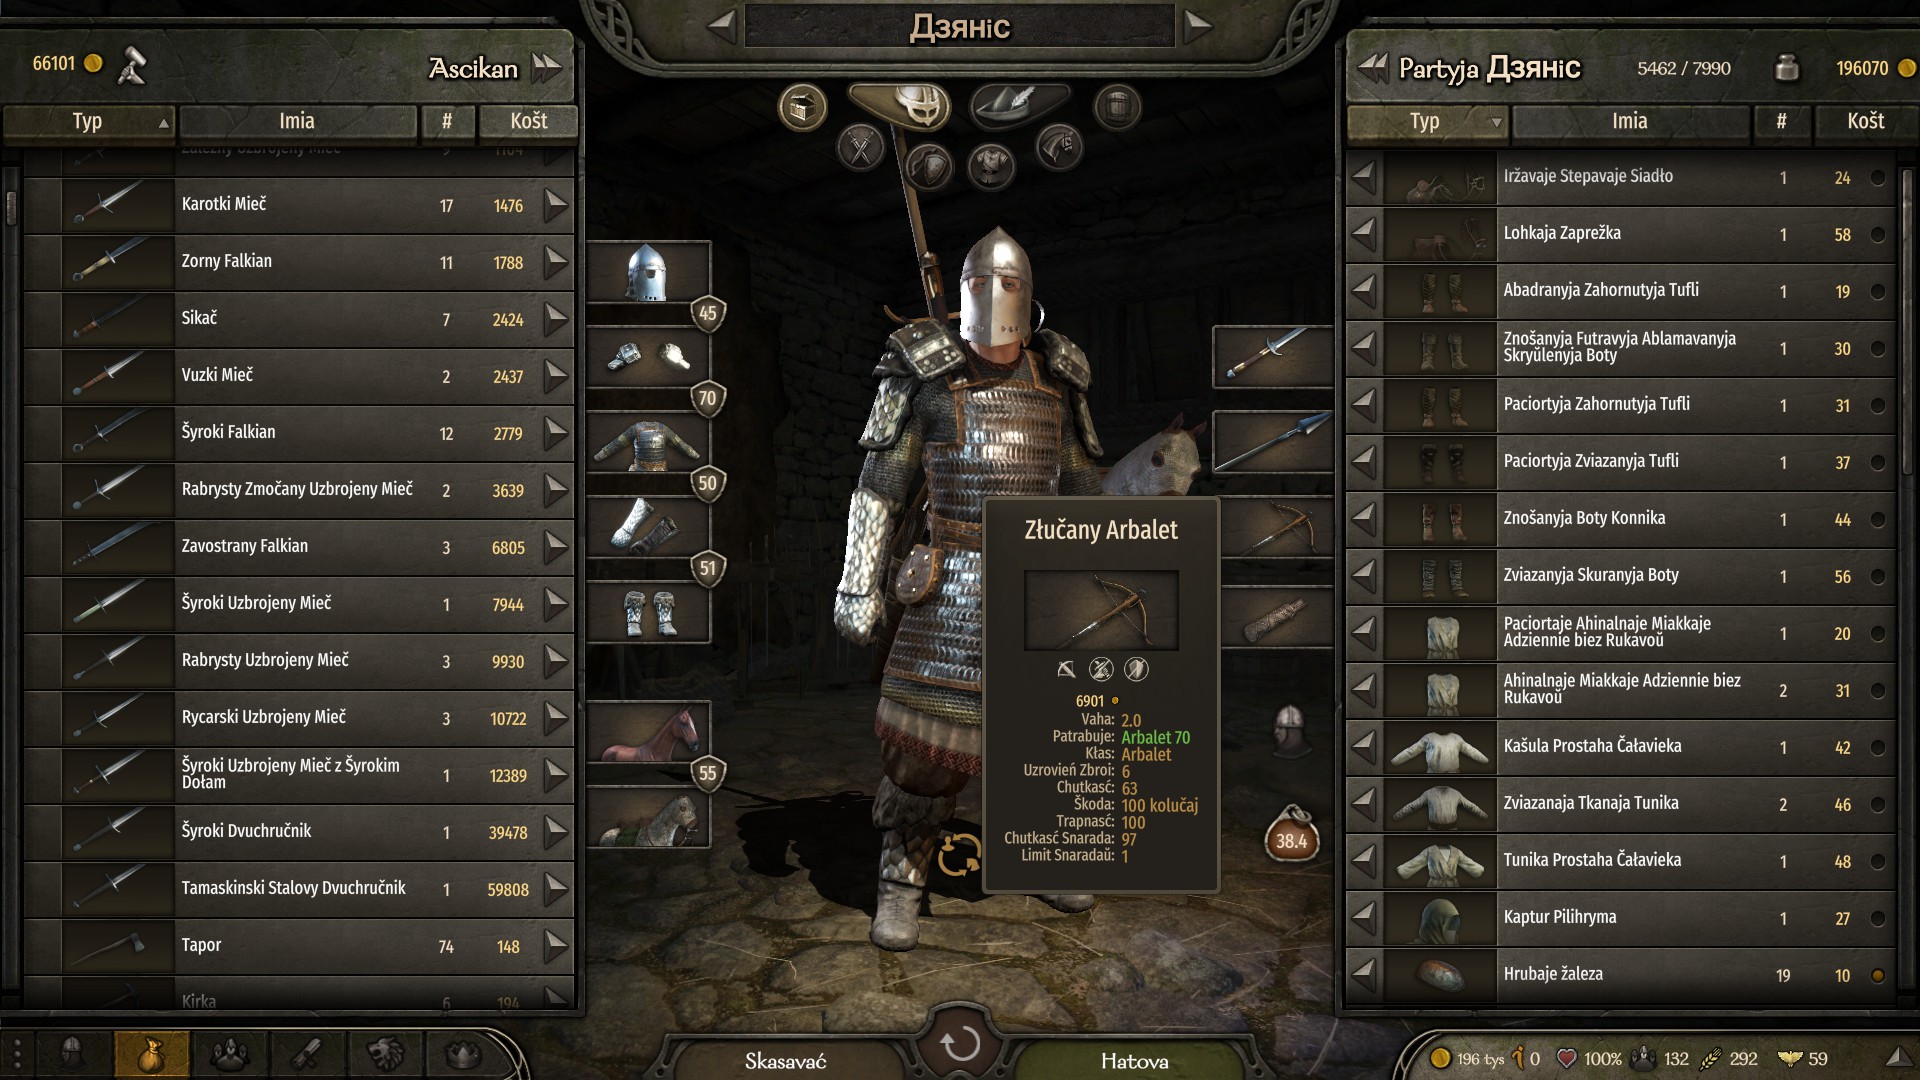 Дзяніс
66101
Ascikan
Partyja Дзяніс
5462 / 7990
196070
Typ Imia # Košt
Typ Imia # Košt
Karotki Mieč 17 1476
Zorny Falkian 11 1788
Sikač 7 2424
Vuzki Mieč 2 2437
Šyroki Falkian 12 2779
Rabrysty Zmočany Uzbrojeny Mieč 2 3639
Zavostrany Falkian 3 6805
Šyroki Uzbrojeny Mieč 1 7944
Rabrysty Uzbrojeny Mieč 3 9930
Rycarski Uzbrojeny Mieč 3 10722
Šyroki Uzbrojeny Mieč z Šyrokim
Dołam 1 12389
Šyroki Dvuchručnik 1 39478
Tamaskinski Stalovy Dvuchručnik 1 59808
Tapor 74 148
Kirka 6 194
45
70
50
51
55
Złučany Arbalet
6901
Vaha: 2.0
Patrabuje: Arbalet 70
Kłas: Arbalet
Uzrovień Zbroi: 6
Chutkasć: 63
Škoda: 100 kolučaj
Trapnasć: 100
Chutkasć Snarada: 97
Limit Snaradaŭ: 1
38.4
Iržavaje Stepavaje Siadło 1 24
Lohkaja Zaprežka 1 58
Abadranyja Zahornutyja Tufli 1 19
Znošanyja Futravyja Ablamavanyja
Skryŭlenyja Boty 1 30
Paciortyja Zahornutyja Tufli 1 31
Paciortyja Zviazanyja Tufli 1 37
Znošanyja Boty Konnika 1 44
Zviazanyja Skuranyja Boty 1 56
Paciortaje Ahinalnaje Miakkaje
Adziennie biez Rukavoŭ 1 20
Ahinalnaje Miakkaje Adziennie biez
Rukavoŭ 2 31
Kašula Prostaha Čałavieka 1 42
Zviazanaja Tkanaja Tunika 2 46
Tunika Prostaha Čałavieka 1 48
Kaptur Pilihryma 1 27
Hrubaje žaleza 19 10
Skasavać
Hatova
196 tys 0 100% 132 292 59